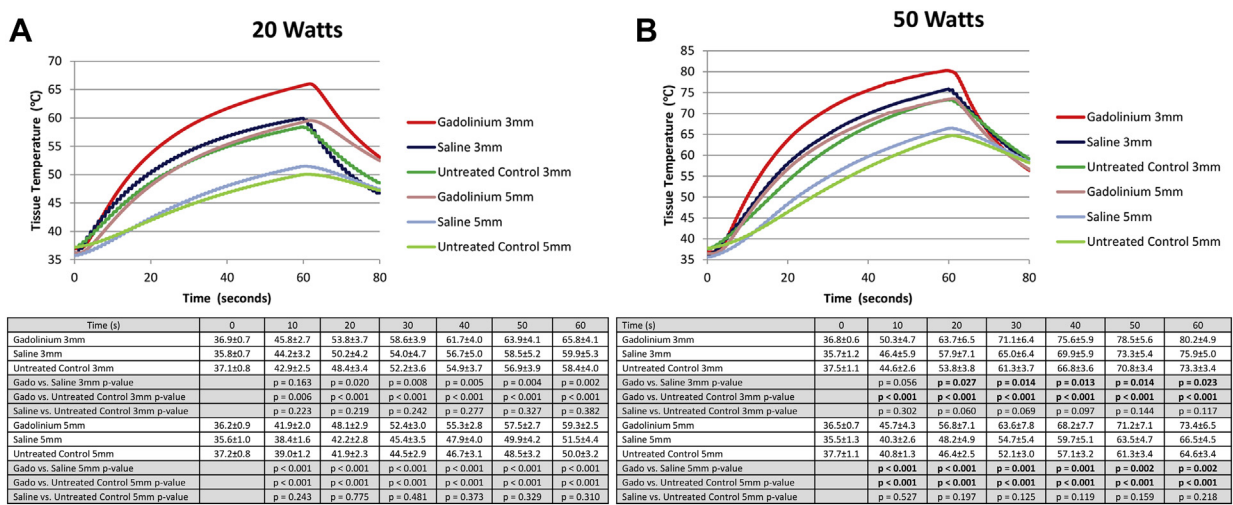 A
20 Watts
Tissue Temperature (°C)
70
65
60
55
50
45
40
35
0
20
40
60
80
Time (seconds)
Gadolinium 3mm
Saline 3mm
Untreated Control 3mm
Gadolinium 5mm
Saline 5mm
Untreated Control 5mm
Time (s) 0 10 20 30 40 50 60
Gadolinium 3mm 36.9±0.7 45.8±2.7 53.8±3.7 58.6±3.9 61.7±4.0 63.9±4.1 65.8±4.1
Saline 3mm 35.8±0.7 44.2±3.2 50.2±4.2 54.0±4.7 56.7±5.0 58.5±5.2 59.9±5.3
Untreated Control 3mm 37.1±0.8 42.9±2.5 48.4±3.4 52.2±3.6 54.9±3.7 56.9±3.9 58.4±4.0
Gado vs. Saline 3mm p-value p = 0.163 p = 0.020 p = 0.008 p = 0.005 p = 0.004 p = 0.002
Gado vs. Untreated Control 3mm p-value p = 0.006 p < 0.001 p < 0.001 p < 0.001 p < 0.001 p < 0.001
Saline vs. Untreated Control 3mm p-value p = 0.223 p = 0.219 p = 0.242 p = 0.277 p = 0.327 p = 0.382
Gadolinium 5mm 36.2±0.9 41.9±2.0 48.1±2.9 52.4±3.0 55.3±2.8 57.5±2.7 59.3±2.5
Saline 5mm 35.6±1.0 38.4±1.6 42.2±2.8 45.4±3.5 47.9±4.0 49.9±4.2 51.5±4.4
Untreated Control 5mm 37.2±0.8 39.0±1.2 41.9±2.3 44.5±2.9 46.7±3.1 48.5±3.2 50.0±3.2
Gado vs. Saline 5mm p-value p < 0.001 p < 0.001 p < 0.001 p < 0.001 p < 0.001 p < 0.001
Gado vs. Untreated Control 5mm p-value p < 0.001 p < 0.001 p < 0.001 p < 0.001 p < 0.001 p < 0.001
Saline vs. Untreated Control 5mm p-value p = 0.243 p = 0.775 p = 0.481 p = 0.373 p = 0.329 p = 0.310
B
50 Watts
Tissue Temperature (°C)
85
80
75
70
65
60
55
50
45
40
35
0
20
40
60
80
Time (seconds)
Gadolinium 3mm
Saline 3mm
Untreated Control 3mm
Gadolinium 5mm
Saline 5mm
Untreated Control 5mm
Time (s) 0 10 20 30 40 50 60
Gadolinium 3mm 36.8±0.6 50.3±4.7 63.7±6.5 71.1±6.4 75.6±5.9 78.5±5.6 80.2±4.9
Saline 3mm 35.7±1.2 46.4±5.9 57.9±7.1 65.0±6.4 69.9±5.9 73.3±5.4 75.9±5.0
Untreated Control 3mm 37.5±1.1 44.6±2.6 53.8±3.8 61.3±3.7 66.8±3.6 70.8±3.4 73.3±3.4
Gado vs. Saline 3mm p-value p = 0.056 p = 0.027 p = 0.014 p = 0.013 p = 0.014 p = 0.023
Gado vs. Untreated Control 3mm p-value p < 0.001 p < 0.001 p < 0.001 p < 0.001 p < 0.001 p < 0.001
Saline vs. Untreated Control 3mm p-value p = 0.302 p = 0.060 p = 0.069 p = 0.097 p = 0.144 p = 0.117
Gadolinium 5mm 36.5±0.7 45.7±4.3 56.8±7.1 63.6±7.8 68.2±7.7 71.2±7.1 73.4±6.5
Saline 5mm 35.5±1.3 40.3±2.6 48.2±4.9 54.7±5.4 59.7±5.1 63.5±4.7 66.5±4.5
Untreated Control 5mm 37.7±1.1 40.8±1.3 46.4±2.5 52.1±3.0 57.1±3.2 61.3±3.4 64.6±3.4
Gado vs. Saline 5mm p-value p < 0.001 p < 0.001 p = 0.001 p < 0.001 p = 0.002 p = 0.002
Gado vs. Untreated Control 5mm p-value p < 0.001 p < 0.001 p < 0.001 p < 0.001 p < 0.001 p < 0.001
Saline vs. Untreated Control 5mm p-value p = 0.527 p = 0.197 p = 0.125 p = 0.119 p = 0.159 p = 0.218